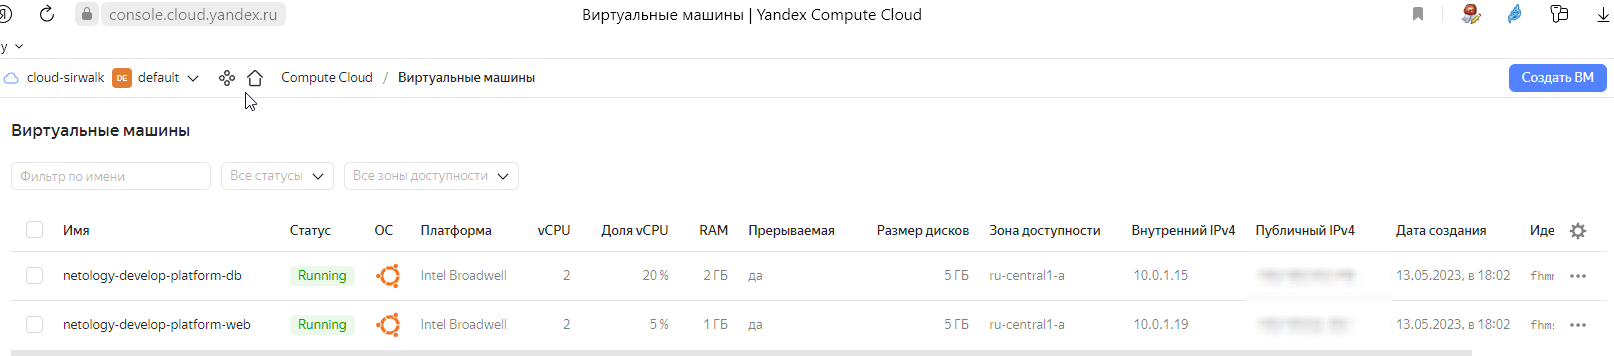 console.cloud.yandex.ru Виртуальные машины | Yandex Compute Cloud
у
cloud-sirwalk DE default Compute Cloud / Виртуальные машины Создать ВМ
Виртуальные машины
Фильтр по имени Все статусы Все зоны доступности
Имя Статус ОС Платформа vCPU Доля vCPU RAM Прерываемая Размер дисков Зона доступности Внутренний IPv4 Публичный IPv4 Дата создания Иде
netology-develop-platform-db Running Intel Broadwell 2 20 % 2 ГБ да 5 ГБ ru-central1-a 10.0.1.15 13.05.2023, в 18:02
netology-develop-platform-web Running Intel Broadwell 2 5 % 1 ГБ да 5 ГБ ru-central1-a 10.0.1.19 13.05.2023, в 18:02